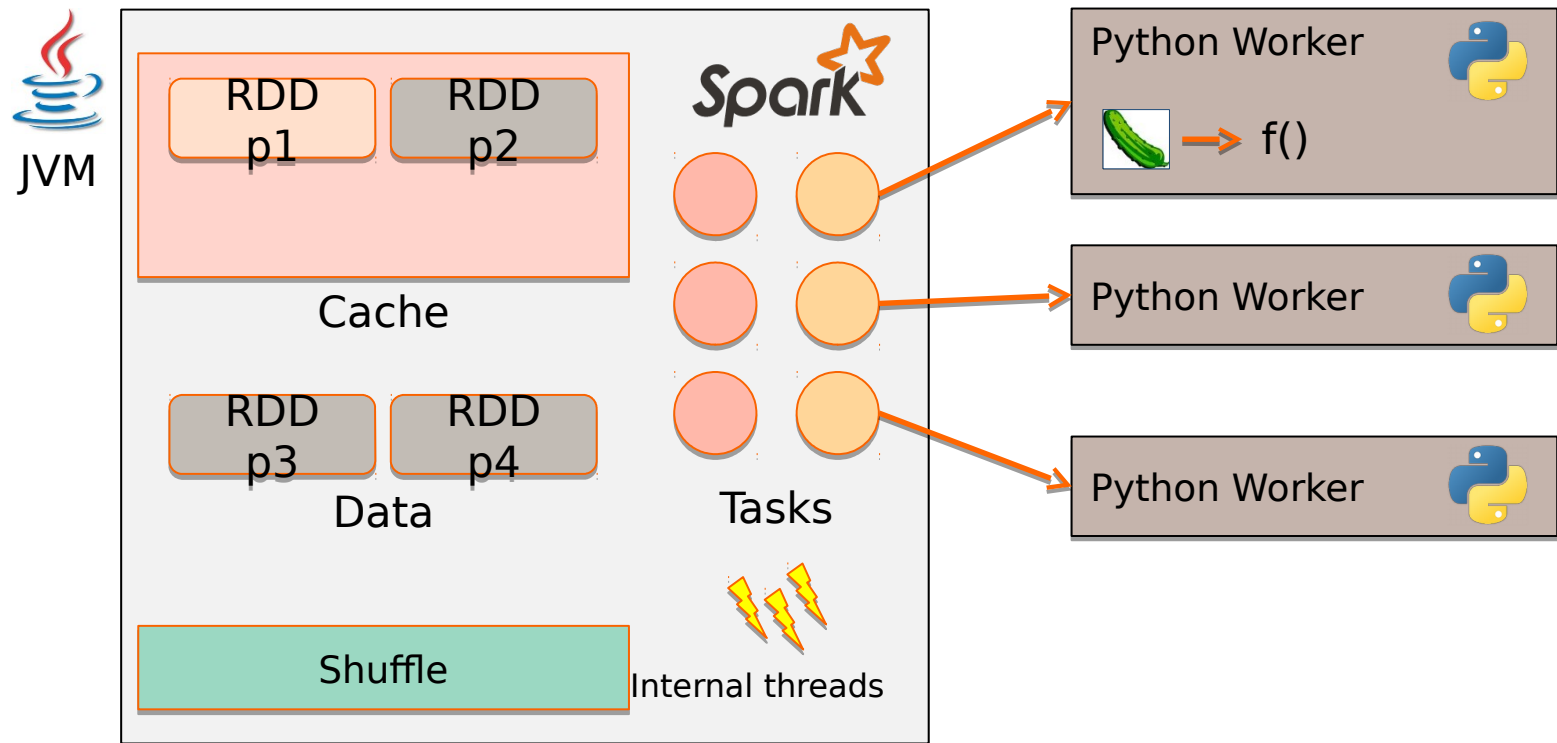 JVM
RDD
p1
RDD
p2
Cache
RDD
p3
RDD
p4
Data
Shuffle
Spark
Tasks
Internal threads
Python Worker
f()
Python Worker
Python Worker